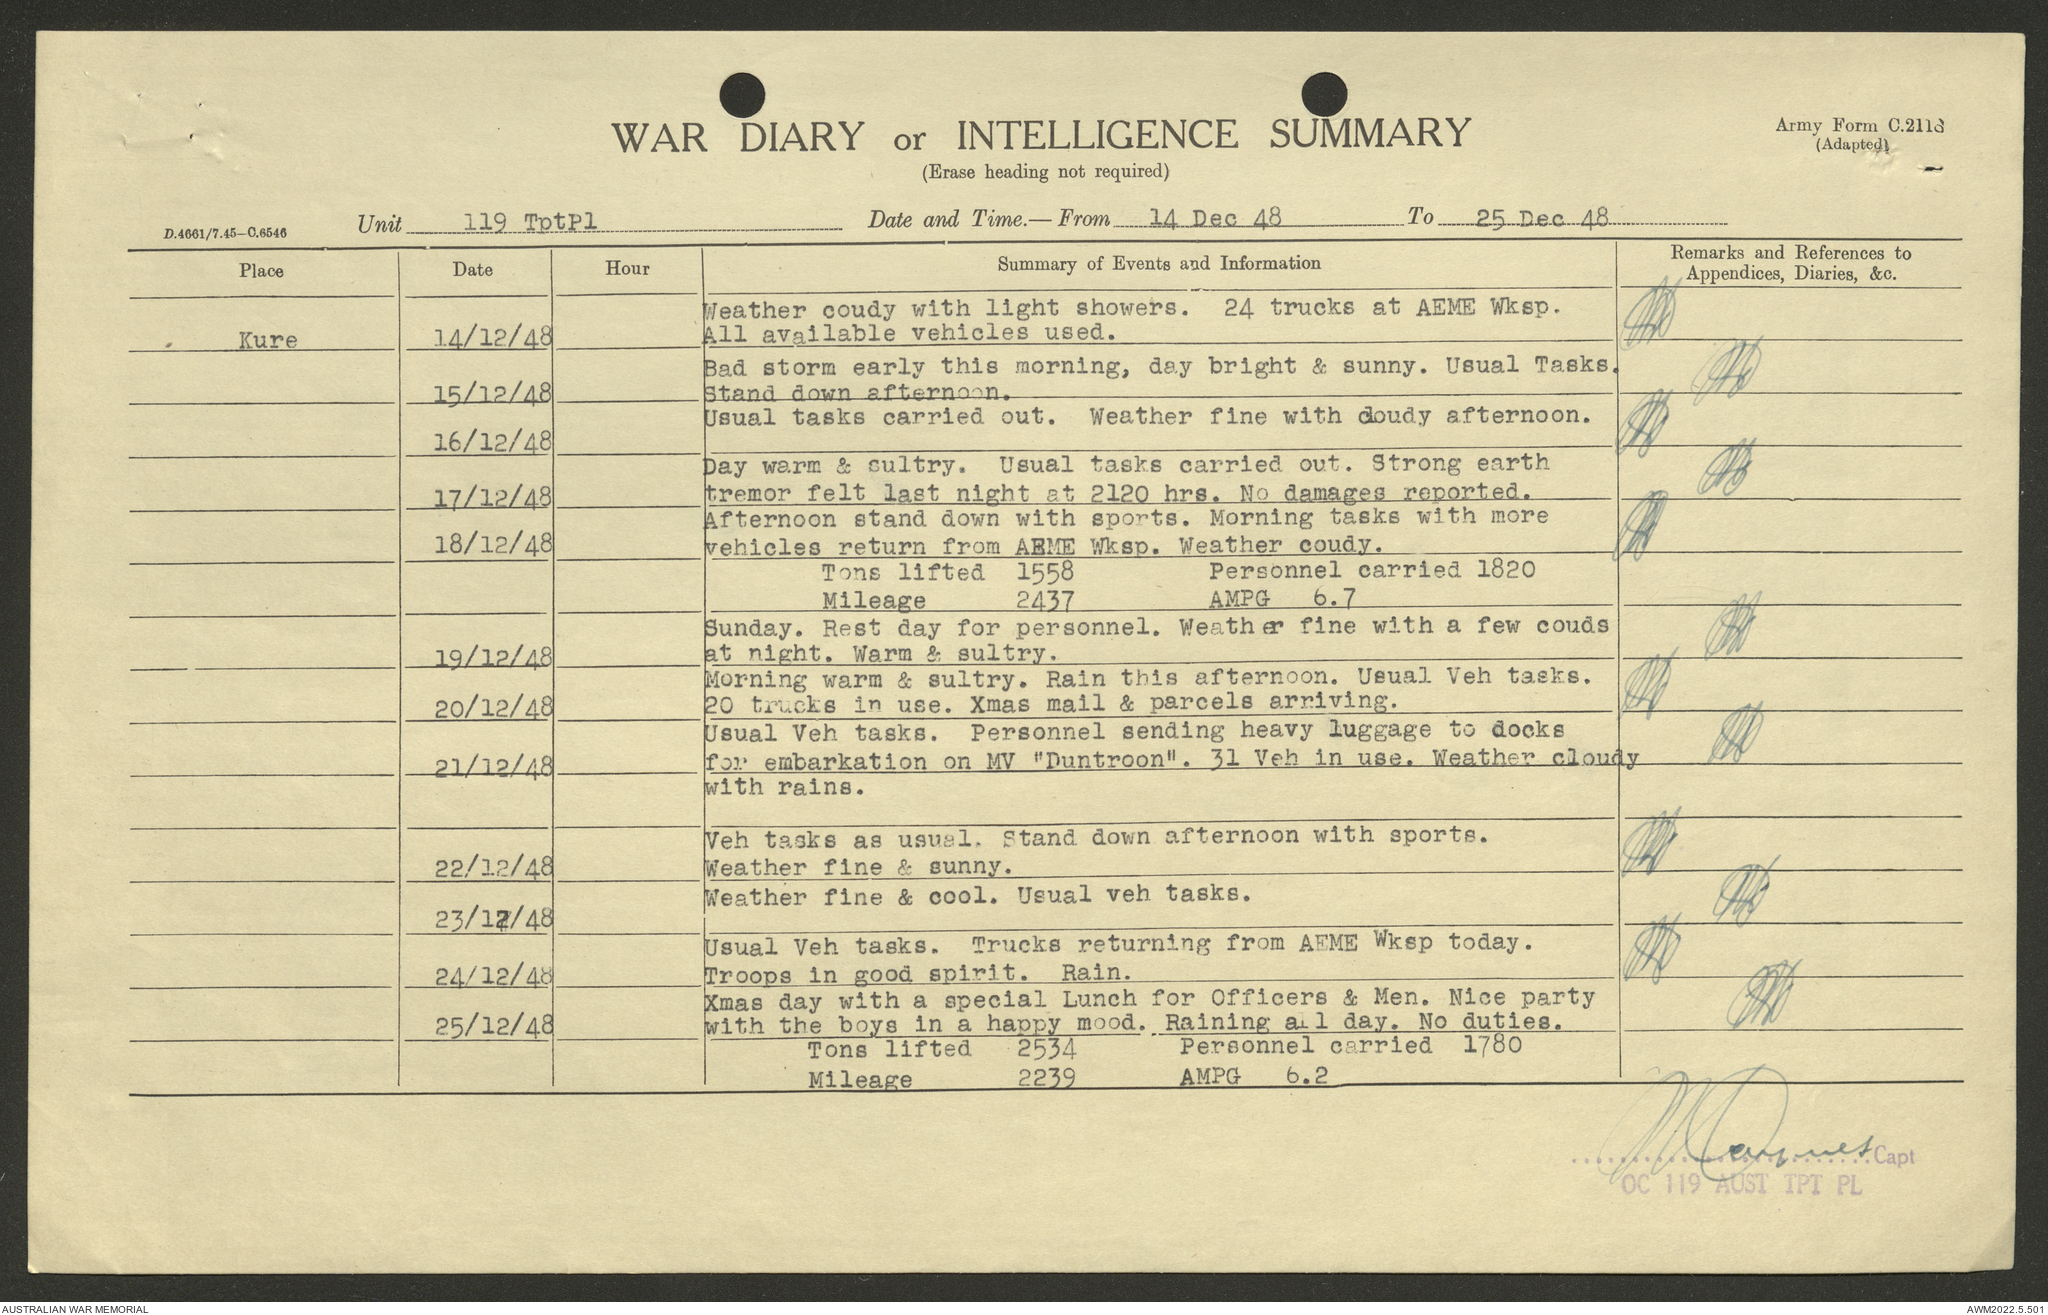 WAR DIARY or INTELLIGENCE SUMMARY
(Erase heading not required)
Army Form C.2118
(Adapted)
D.4661/7.45-C.6546
Unit 119 TptPl Date and Time.— From 14 Dec 48 To 25 Dec 48
Place Date Hour Summary of Events and Information Remarks and References to
Appendices, Diaries, &c.
Weather coudy with light showers. 24 trucks at AEME Wksp.
Kure 14/12/48 All available vehicles used.
Bad storm early this morning, day bright & sunny. Usual Tasks.
15/12/48 Stand down afternoon.
Usual tasks carried out. Weather fine with cloudy afternoon.
16/12/48
Day warm & sultry. Usual tasks carried out. Strong earth
17/12/48 tremor felt last night at 2120 hrs. No damages reported.
Afternoon stand down with sports. Morning tasks with more
18/12/48 vehicles return from AEME Wksp. Weather coudy.
Tons lifted 1558 Personnel carried 1820
Mileage 2437 AMPG 6.7
Sunday. Rest day for personnel. Weather fine with a few couds
19/12/48 at night. Warm & sultry.
Morning warm & sultry. Rain this afternoon. Usual Veh tasks.
20/12/48 20 trucks in use. Xmas mail & parcels arriving.
Usual Veh tasks. Personnel sending heavy luggage to docks
21/12/48 for embarkation on MV "Duntroon". 31 Veh in use. Weather cloudy
with rains.
Veh tasks as usual. Stand down afternoon with sports.
22/12/48 Weather fine & sunny.
Weather fine & cool. Usual veh tasks.
23/12/48
Usual Veh tasks. Trucks returning from AEME Wksp today.
24/12/48 Troops in good spirit. Rain.
Xmas day with a special Lunch for Officers & Men. Nice party
25/12/48 with the boys in a happy mood. Raining all day. No duties.
Tons lifted 2534 Personnel carried 1780
Mileage 2239 AMPG 6.2
Capt
OC 119 AUST TPT PL
AUSTRALIAN WAR MEMORIAL
AWM2022.5.501